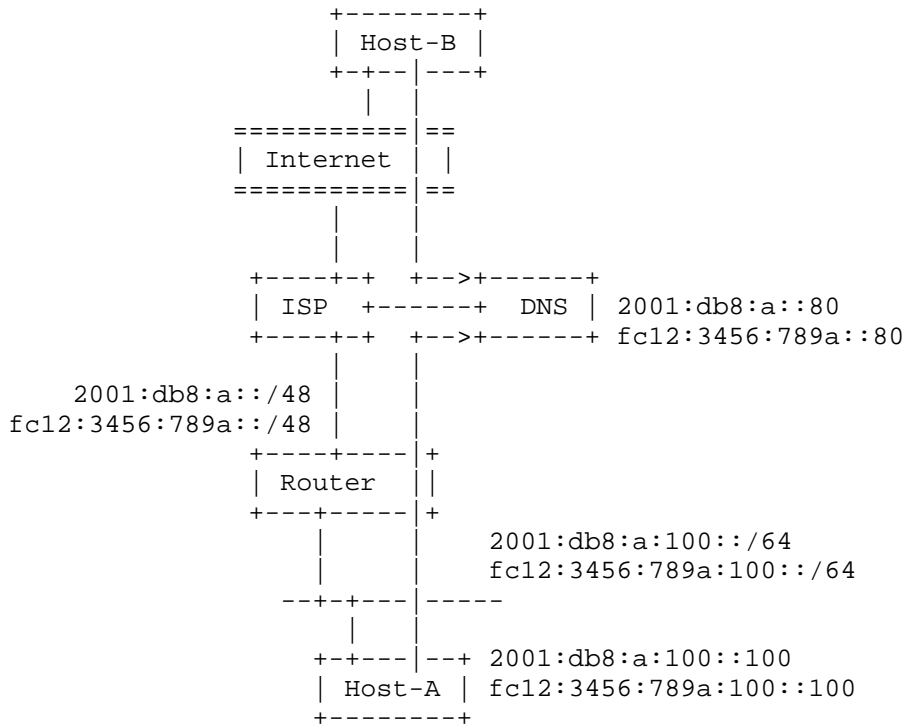 Host-B
Internet
ISP
DNS
2001:db8:a::80
fc12:3456:789a::80
2001:db8:a::/48
fc12:3456:789a::/48
Router
2001:db8:a:100::/64
fc12:3456:789a:100::/64
2001:db8:a:100::100
Host-A
fc12:3456:789a:100::100